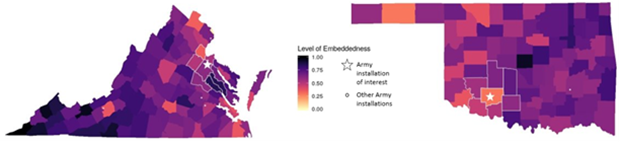 Level of Embeddedness
1.00
0.75
0.50
0.25
0.00
Army
installation
of interest
Other Army
installations